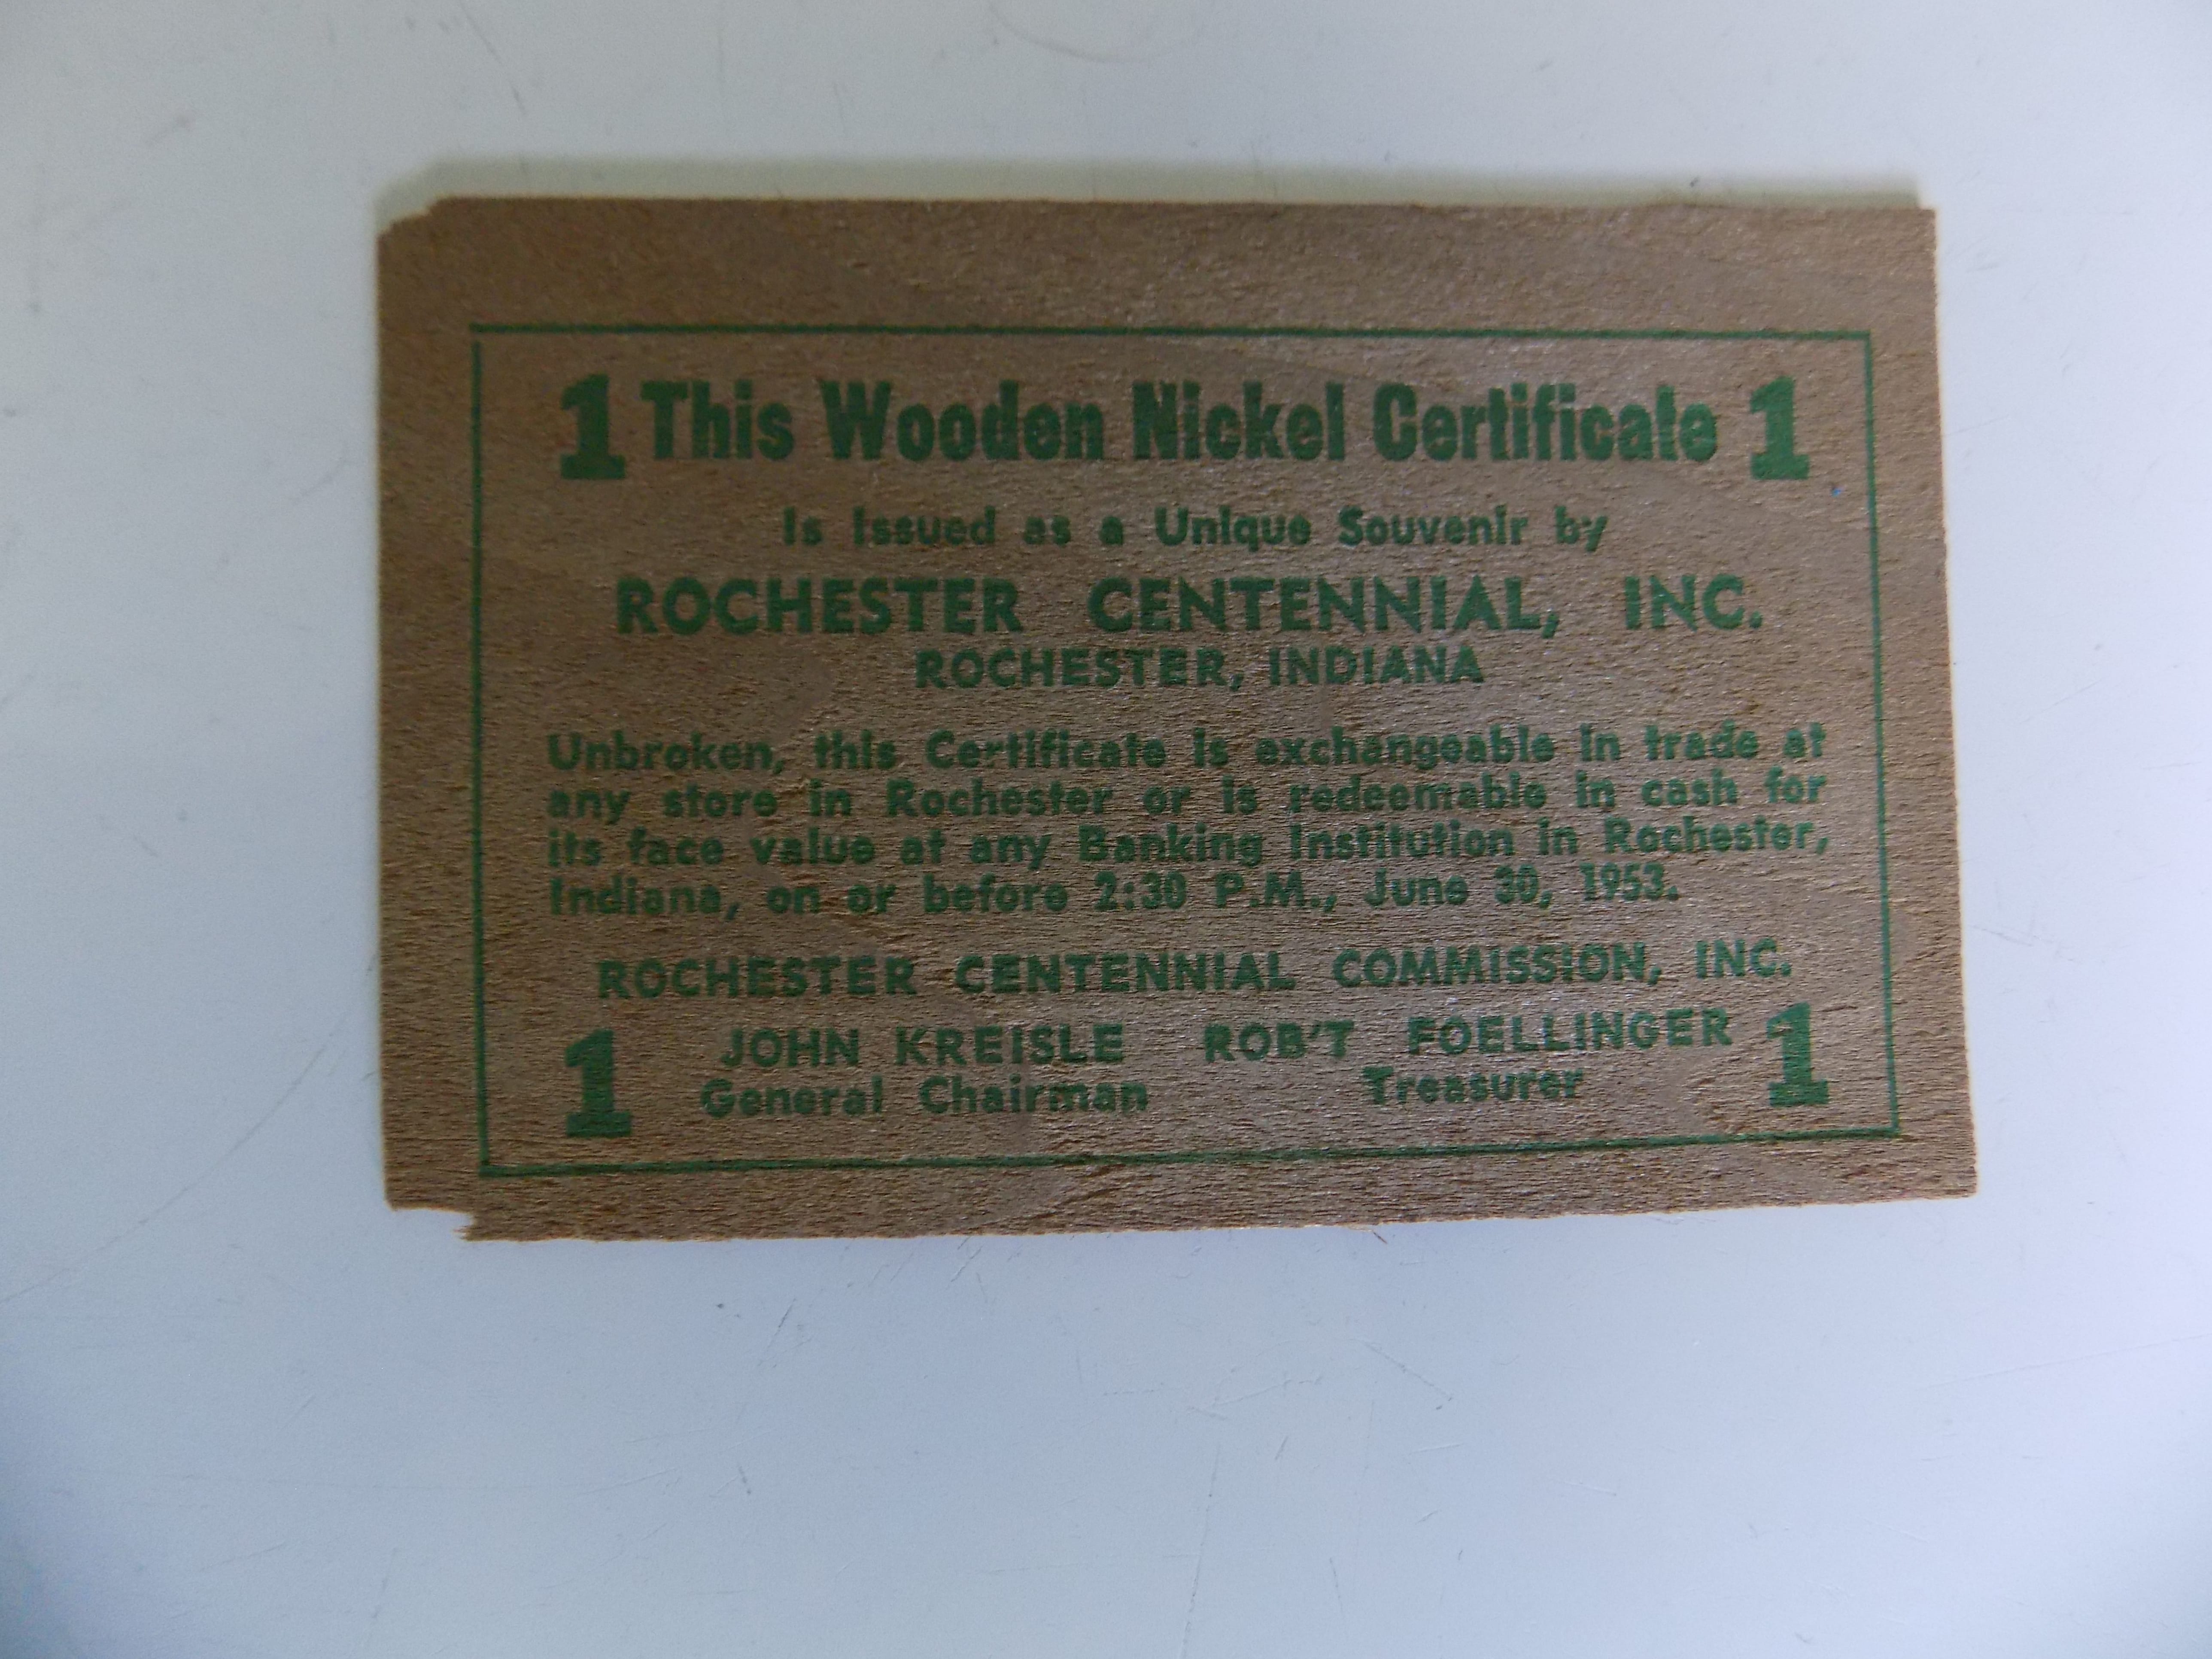 1 This Wooden Nickel Certificate 1
Is Issued as a Unique Souvenir by
ROCHESTER CENTENNIAL, INC.
ROCHESTER, INDIANA
Unbroken, this Certificate is exchangeable in trade at
any store in Rochester or is redeemable in cash for
its face value at any Banking Institution in Rochester,
Indiana, on or before 2:30 P.M., June 30, 1953.
ROCHESTER CENTENNIAL COMMISSION, INC.
1 JOHN KREISLE ROB'T FOELLINGER 1
General Chairman Treasurer